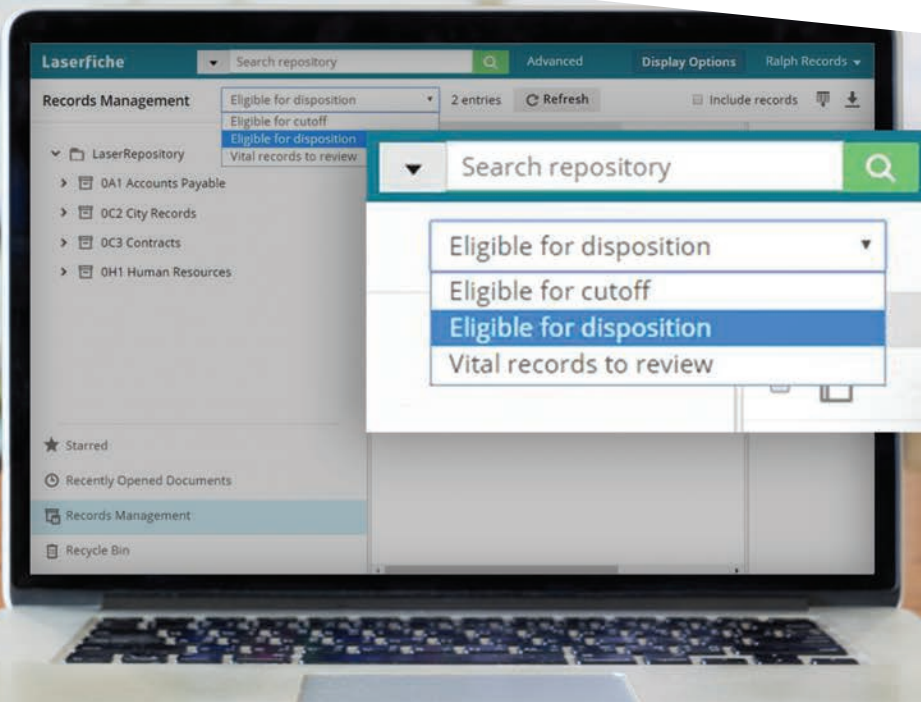 Laserfiche
Search repository
Advanced
Display Options
Ralph Records
Records Management
Eligible for disposition
2 entries
Refresh
Include records
Eligible for cutoff
Eligible for disposition
Vital records to review
LaserRepository
0A1 Accounts Payable
0C2 City Records
0C3 Contracts
0H1 Human Resources
Starred
Recently Opened Documents
Records Management
Recycle Bin
Search repository
Eligible for disposition
Eligible for cutoff
Eligible for disposition
Vital records to review